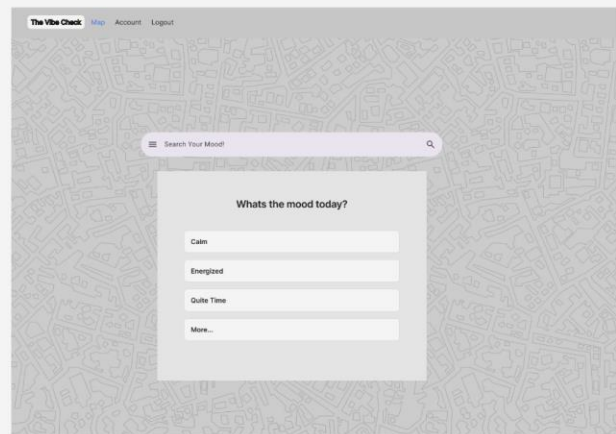 The Vibe Check Map Account Logout
Search Your Mood!
Whats the mood today?
Calm
Energized
Quite Time
More...